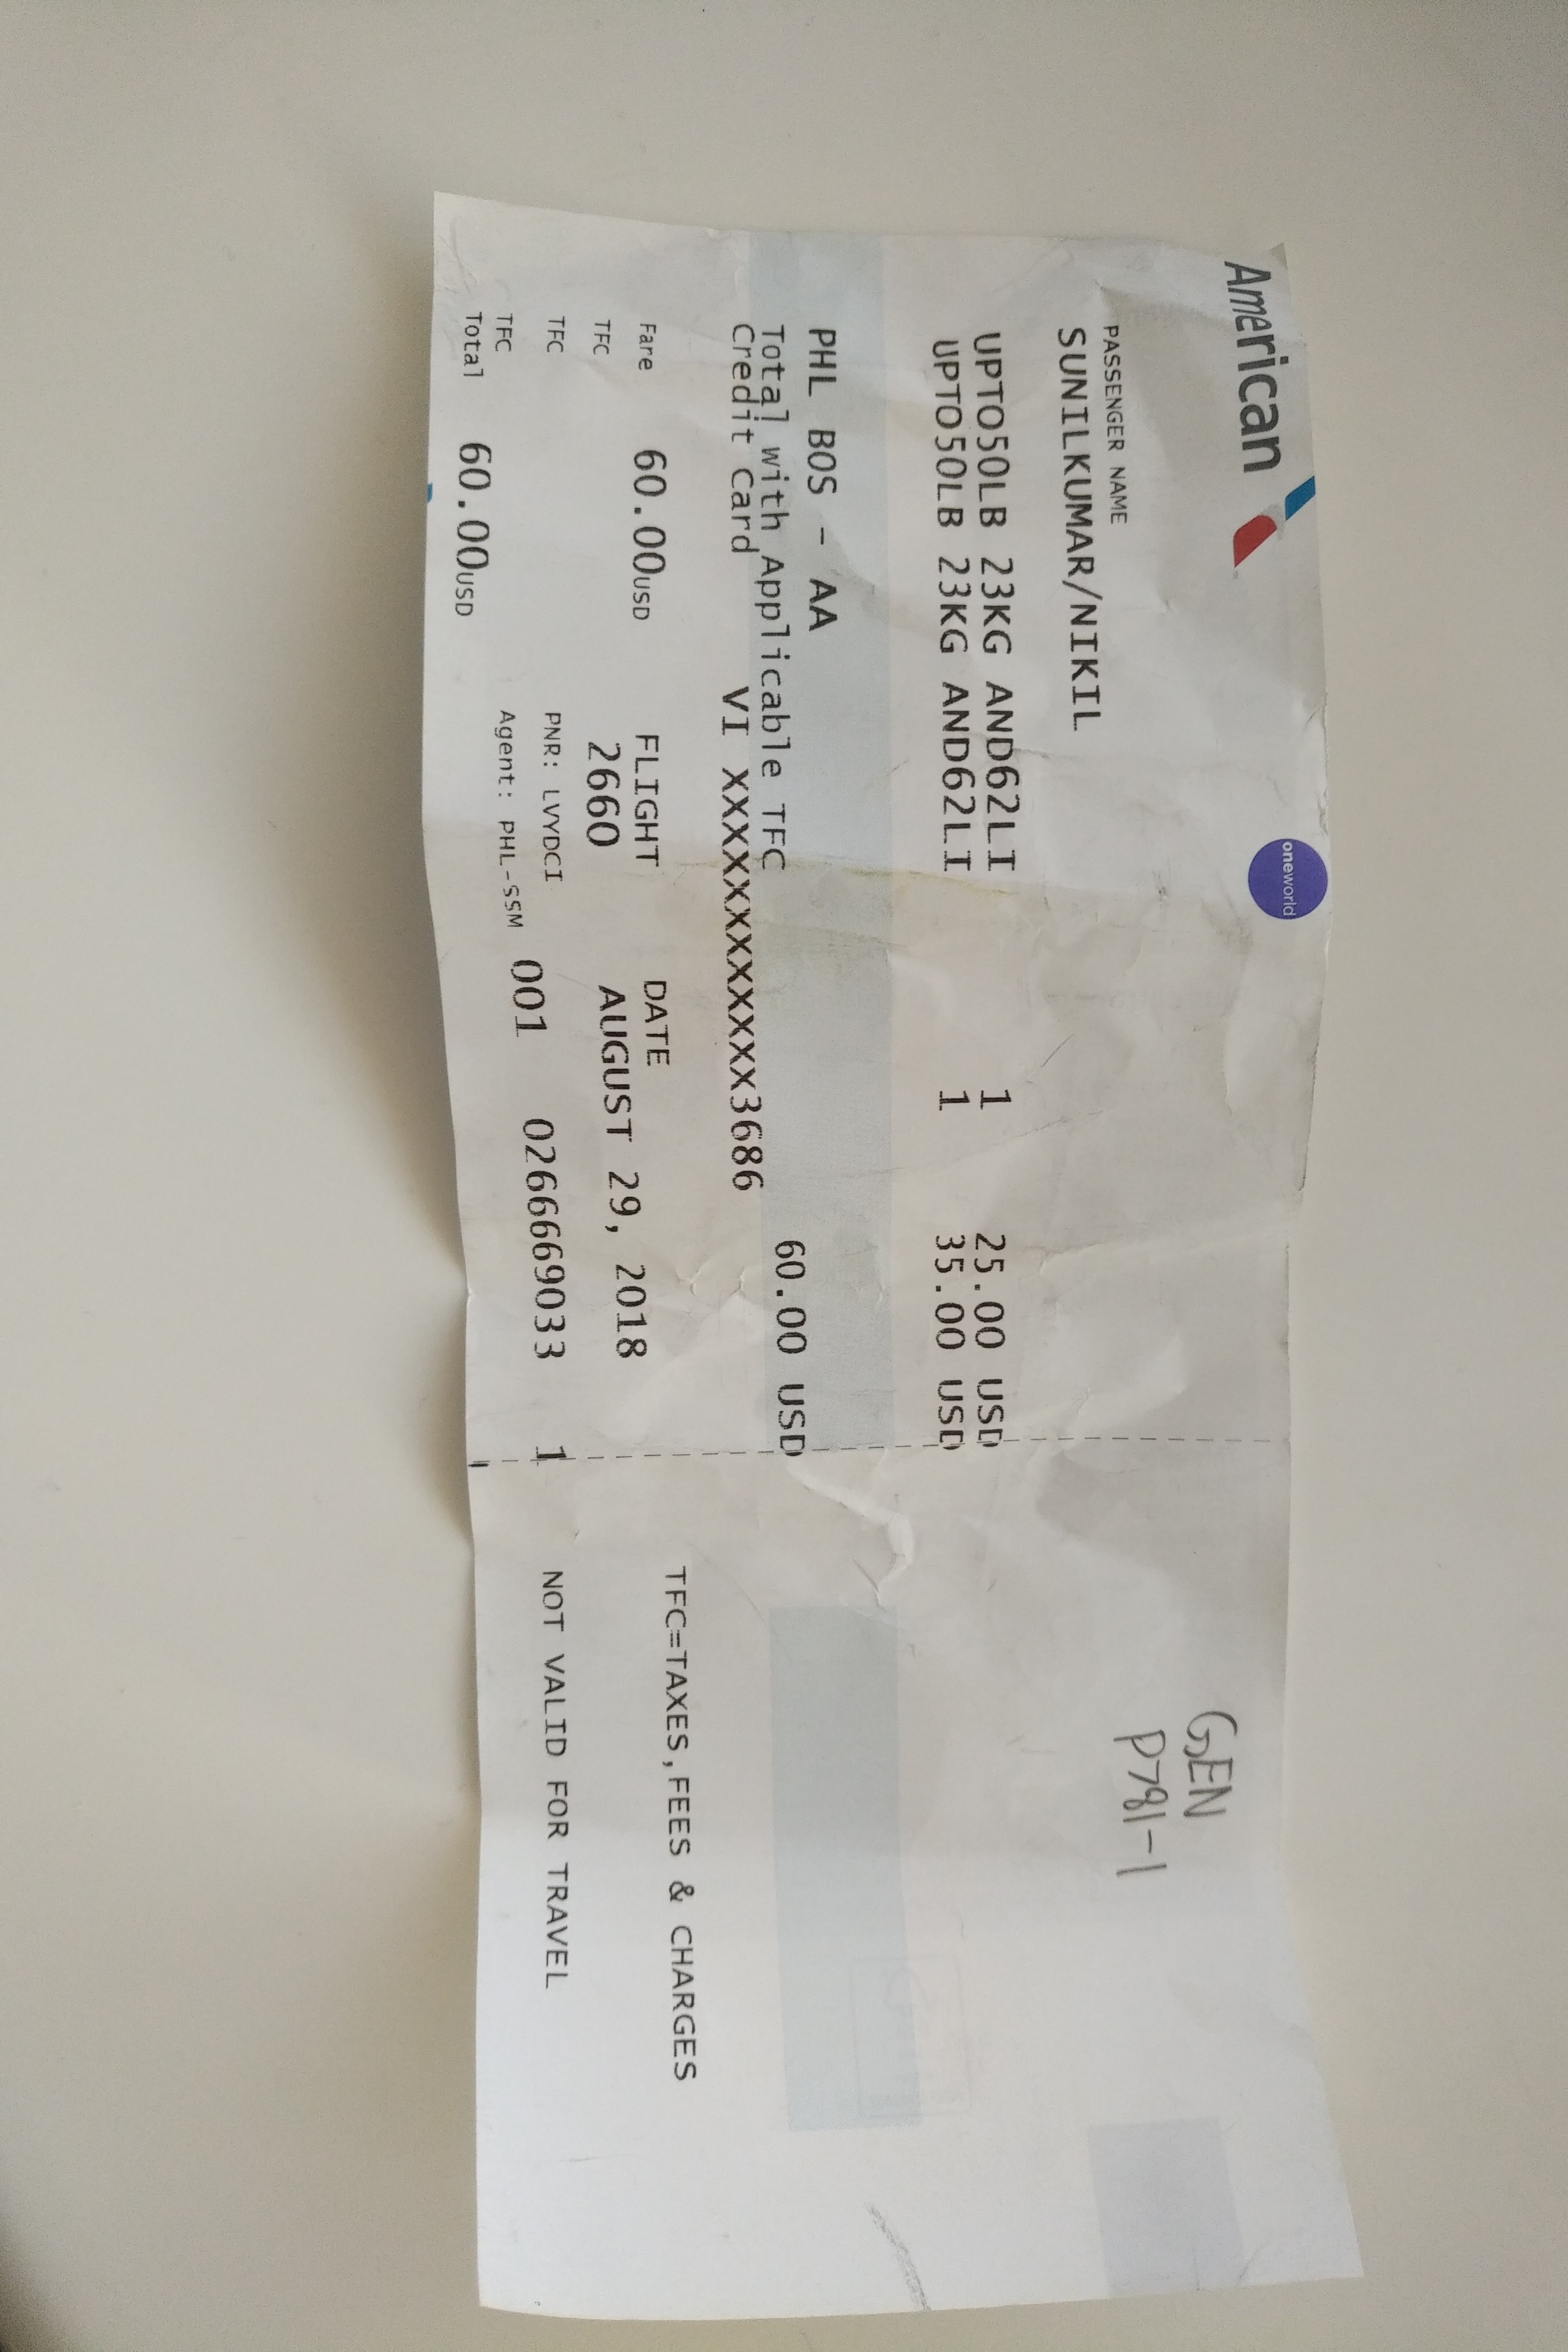 American
oneworld
PASSENGER NAME
SUNILKUMAR/NIKIL
UPTO50LB 23KG AND62LI 1 25.00 USD
UPTO50LB 23KG AND62LI 1 35.00 USD
PHL BOS - AA
Total with Applicable TFC 60.00 USD
Credit Card VI XXXXXXXXXXXX3686
Fare 60.00USD FLIGHT DATE
TFC 2660 AUGUST 29, 2018
TFC PNR: LVYDCI
TFC Agent: PHL-SSM 001 0266669033 1
Total 60.00USD
GEN
P781-1
TFC=TAXES,FEES & CHARGES
NOT VALID FOR TRAVEL